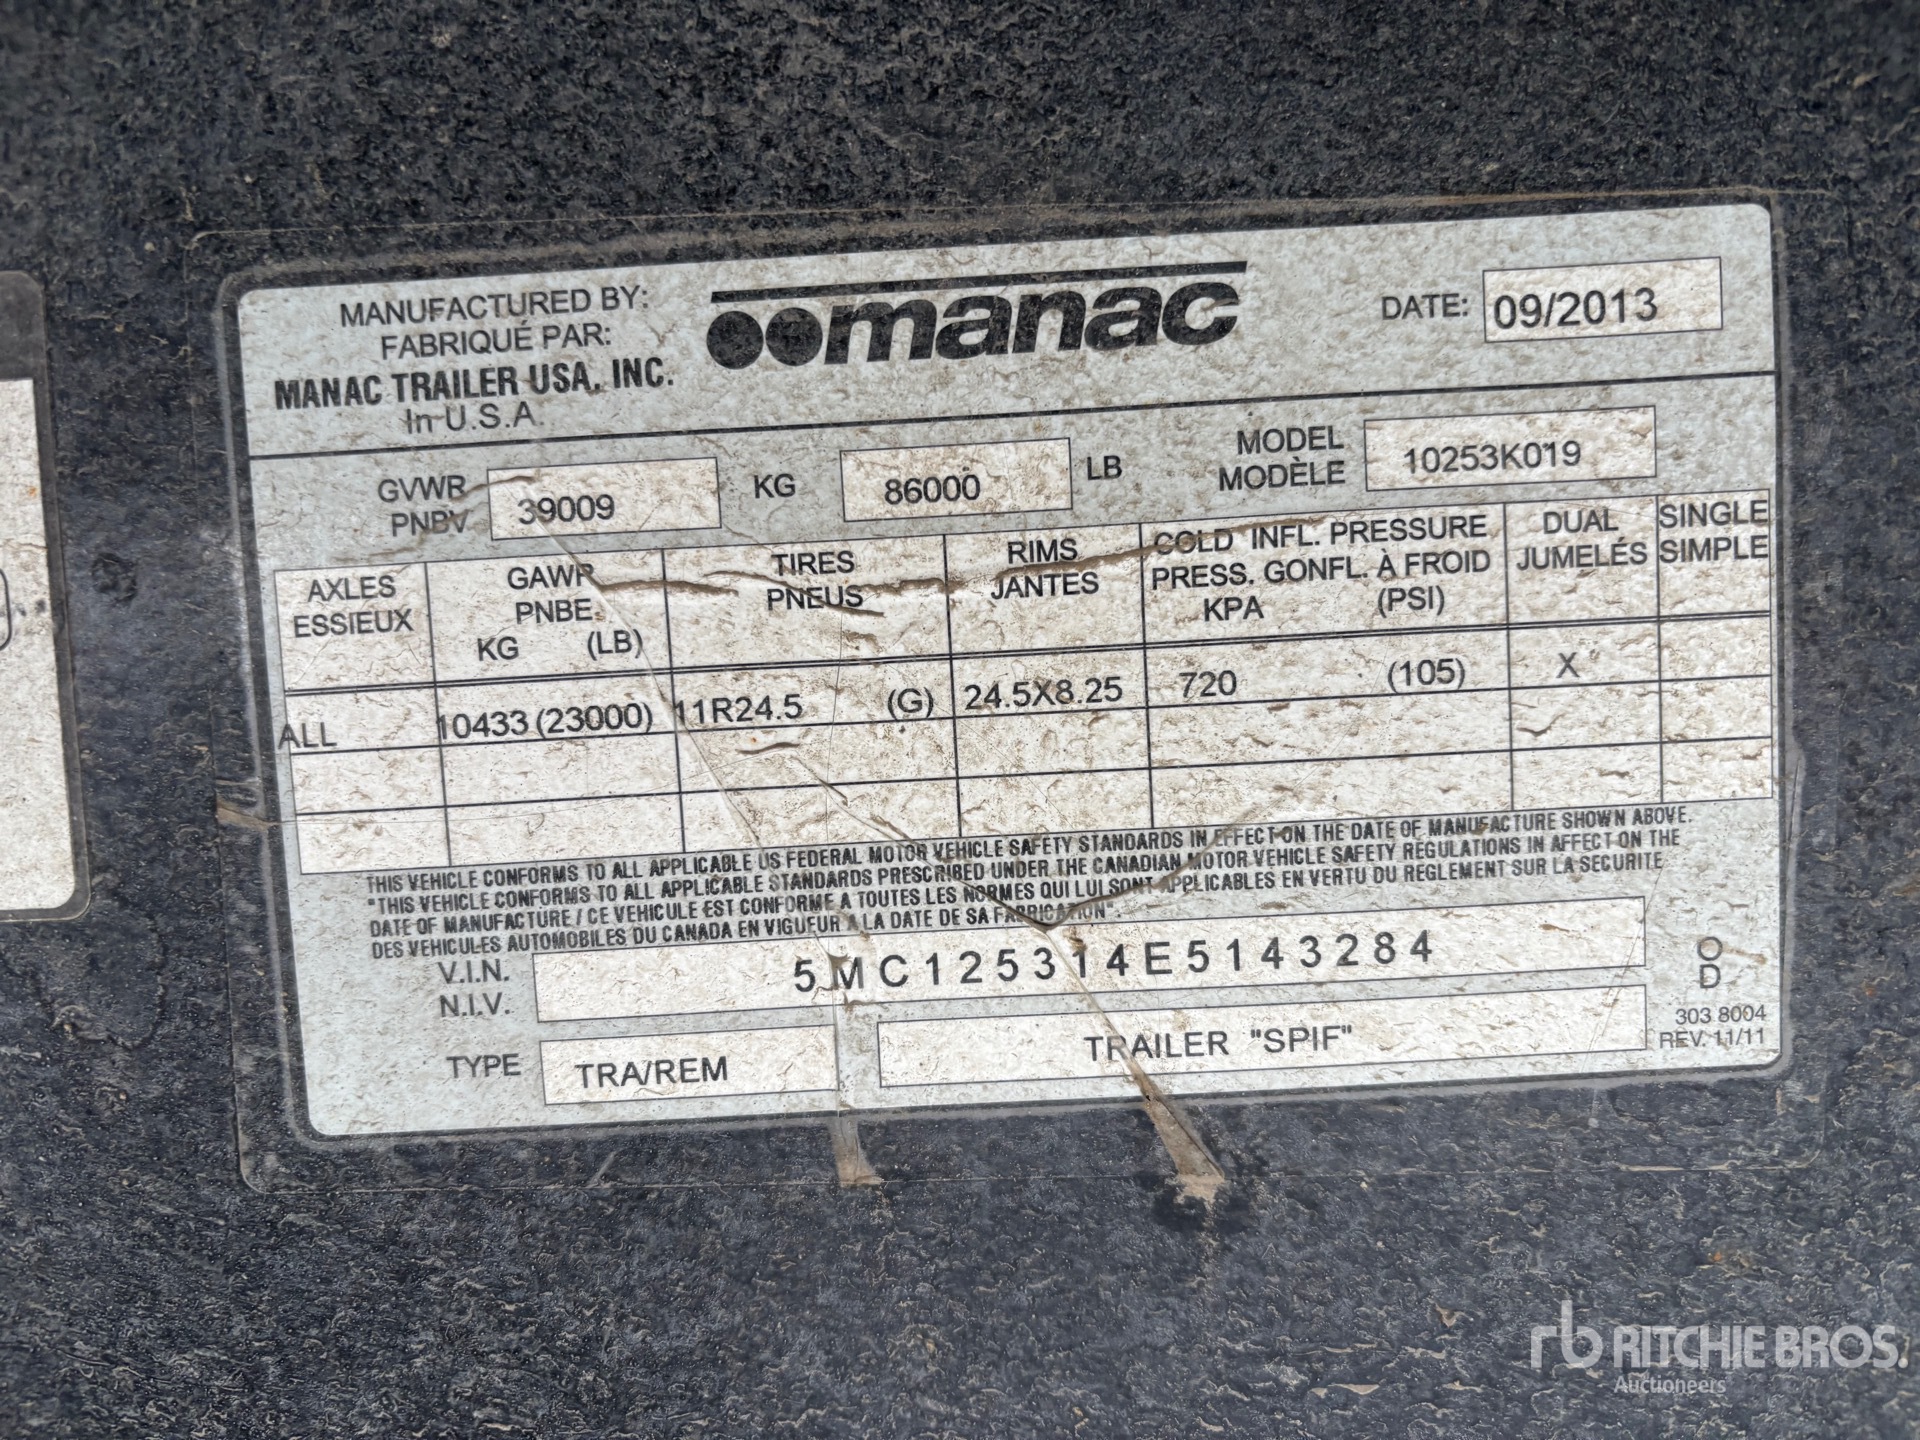 MANUFACTURED BY:
FABRIQUÉ PAR:
MANAC TRAILER USA, INC.
In U.S.A.
manac
DATE: 09/2013
GVWR
PNBV
39009 KG 86000 LB
MODEL
MODÈLE
10253K019
AXLES
ESSIEUX
GAWR
PNBE
KG (LB)
TIRES
PNEUS
RIMS
JANTES
COLD INFL. PRESSURE
PRESS. GONFL. À FROID
KPA (PSI)
DUAL
JUMELÉS
SINGLE
SIMPLE
ALL 10433 (23000) 11R24.5 (G) 24.5X8.25 720 (105) X
THIS VEHICLE CONFORMS TO ALL APPLICABLE US FEDERAL MOTOR VEHICLE SAFETY STANDARDS IN EFFECT ON THE DATE OF MANUFACTURE SHOWN ABOVE.
"THIS VEHICLE CONFORMS TO ALL APPLICABLE STANDARDS PRESCRIBED UNDER THE CANADIAN MOTOR VEHICLE SAFETY REGULATIONS IN AFFECT ON THE
DATE OF MANUFACTURE / CE VEHICULE EST CONFORME A TOUTES LES NORMES QUI LUI SONT APPLICABLES EN VERTU DU REGLEMENT SUR LA SECURITE
DES VEHICULES AUTOMOBILES DU CANADA EN VIGUEUR A LA DATE DE SA FABRICATION".
V.I.N.
N.I.V.
5MC125314E5143284
O
D
TYPE TRA/REM TRAILER "SPIF"
303 8004
REV. 11/11
rb RITCHIE BROS.
Auctioneers